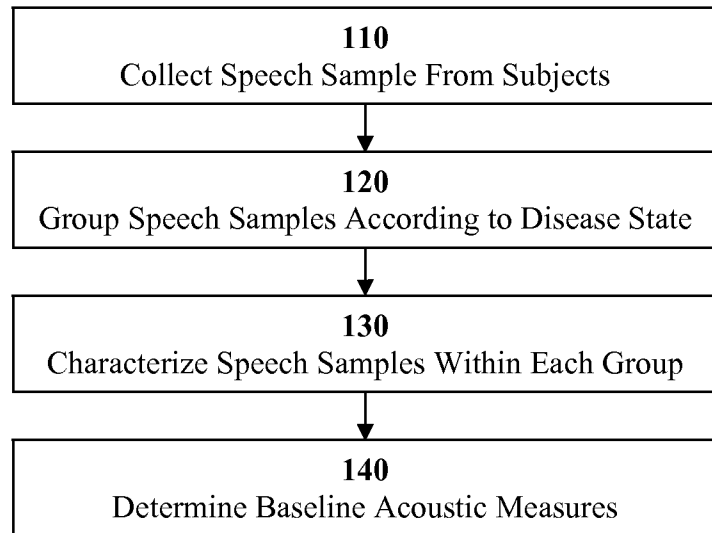 110
Collect Speech Sample From Subjects
120
Group Speech Samples According to Disease State
130
Characterize Speech Samples Within Each Group
140
Determine Baseline Acoustic Measures